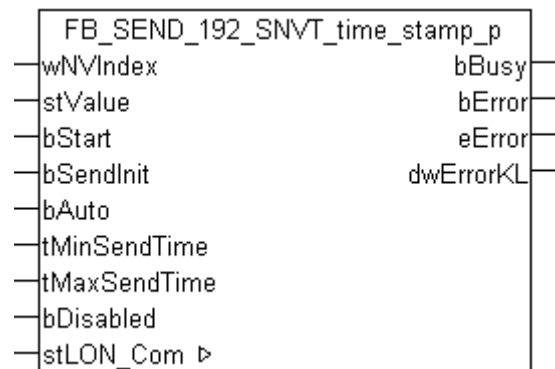 FB_SEND_192_SNVT_time_stamp_p
wNVIndex bBusy
stValue bError
bStart eError
bSendInit dwErrorKL
bAuto
tMinSendTime
tMaxSendTime
bDisabled
stLON_Com ▷